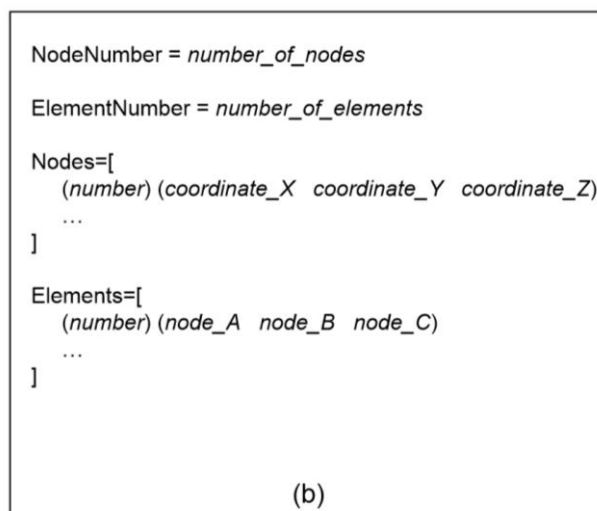 NodeNumber = number_of_nodes
ElementNumber = number_of_elements
Nodes=[
(number) (coordinate_X coordinate_Y coordinate_Z)
...
]
Elements=[
(number) (node_A node_B node_C)
...
]
(b)